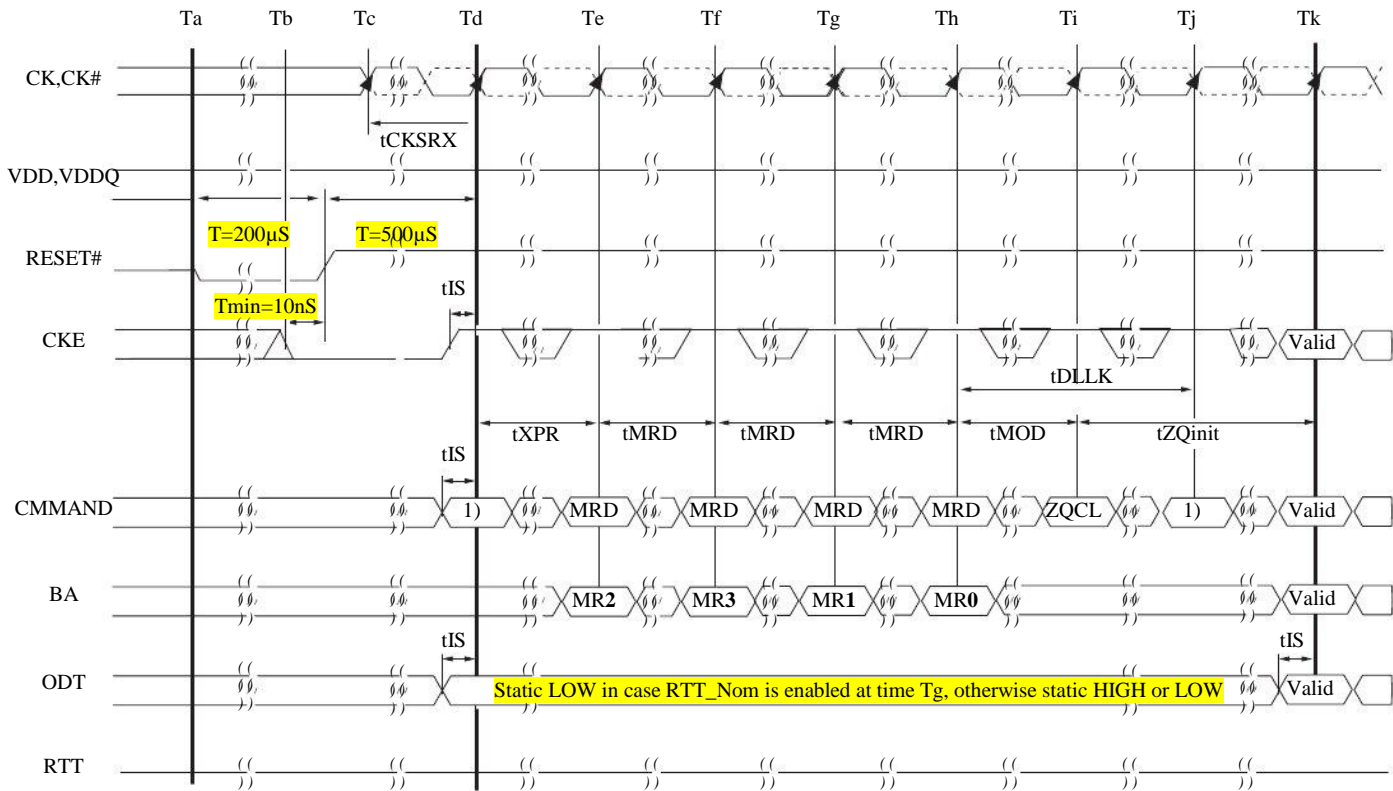 Ta Tb Tc Td Te Tf Tg Th Ti Tj Tk
CK,CK#
tCKSRX
VDD,VDDQ
T=200µS T=500µS
RESET#
Tmin=10nS tIS
CKE Valid
tDLLK
tXPR tMRD tMRD tMRD tMOD tZQinit
tIS
CMMAND 1) MRD MRD MRD MRD ZQCL 1) Valid
BA MR2 MR3 MR1 MR0 Valid
tIS tIS
ODT Static LOW in case RTT_Nom is enabled at time Tg, otherwise static HIGH or LOW Valid
RTT